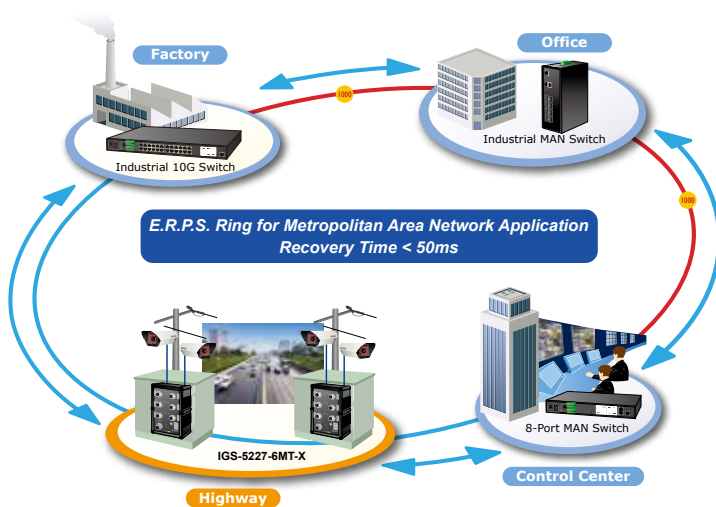 Factory
Office
1000
Industrial 10G Switch
Industrial MAN Switch
1000
E.R.P.S. Ring for Metropolitan Area Network Application
Recovery Time < 50ms
IGS-5227-6MT-X
8-Port MAN Switch
Highway
Control Center